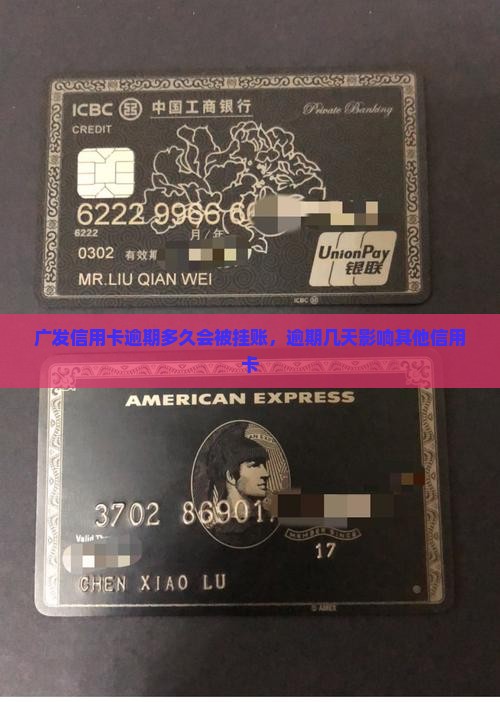 ICBC 中国工商银行
Private Banking
CREDIT
6222 9966 6
6222
月/年
0302 有效期
UnionPay
银联
MR.LIU QIAN WEI
ICBC
广发信用卡逾期多久会被挂账，逾期几天影响其他信用
卡
AMERICAN EXPRESS
3702 86901
Valid Th
MEMBER SINCE
17
CHEN XIAO LU
© AMEX